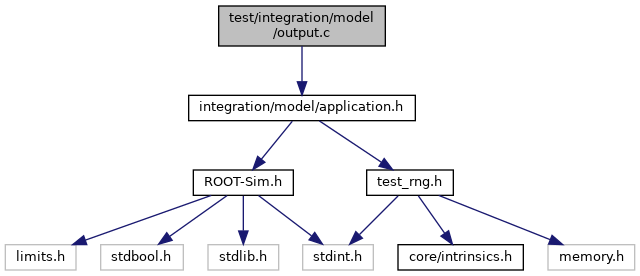 test/integration/model
/output.c
integration/model/application.h
ROOT-Sim.h
test_rng.h
limits.h
stdbool.h
stdlib.h
stdint.h
core/intrinsics.h
memory.h